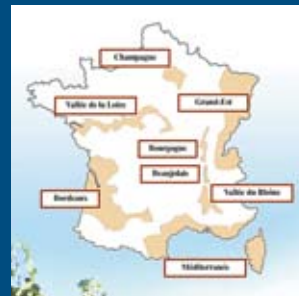 Champagne
Vallée de la Loire
Grand-Est
Bourgogne
Beaujolais
Bordeaux
Vallée du Rhône
Méditerranée